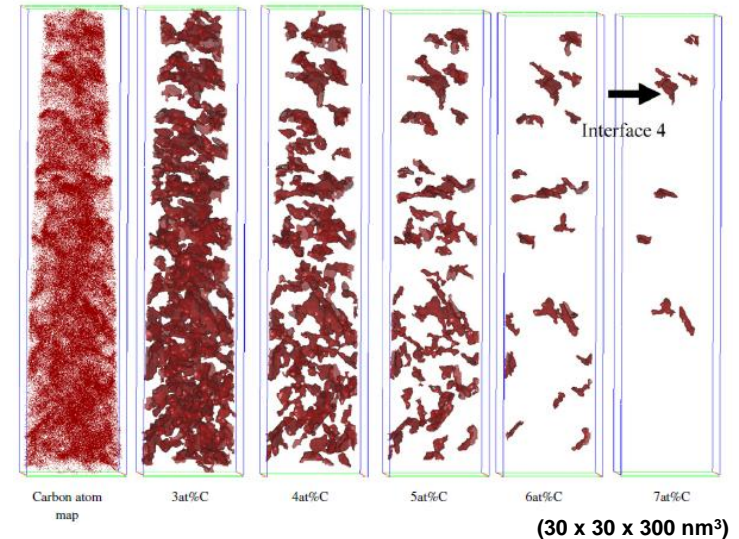 Interface 4
Carbon atom
map
3at%C
4at%C
5at%C
6at%C
7at%C
(30 x 30 x 300 nm³)